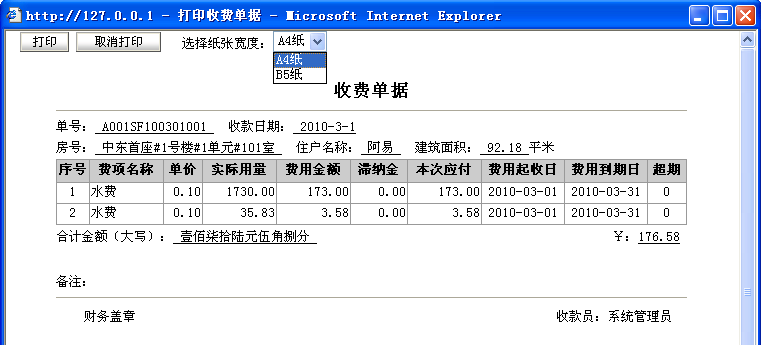 http://127.0.0.1 - 打印收费单据 - Microsoft Internet Explorer
打印 取消打印 选择纸张宽度: A4纸
A4纸
B5纸
收费单据
单号: A001SF100301001 收款日期: 2010-3-1
房号: 中东首座#1号楼#1单元#101室 住户名称: 阿易 建筑面积: 92.18 平米
序号 费项名称 单价 实际用量 费用金额 滞纳金 本次应付 费用起收日 费用到期日 超期
1 水费 0.10 1730.00 173.00 0.00 173.00 2010-03-01 2010-03-31 0
2 水费 0.10 35.83 3.58 0.00 3.58 2010-03-01 2010-03-31 0
合计金额(大写): 壹佰柒拾陆元伍角捌分 ¥: 176.58
备注:
财务盖章 收款员: 系统管理员